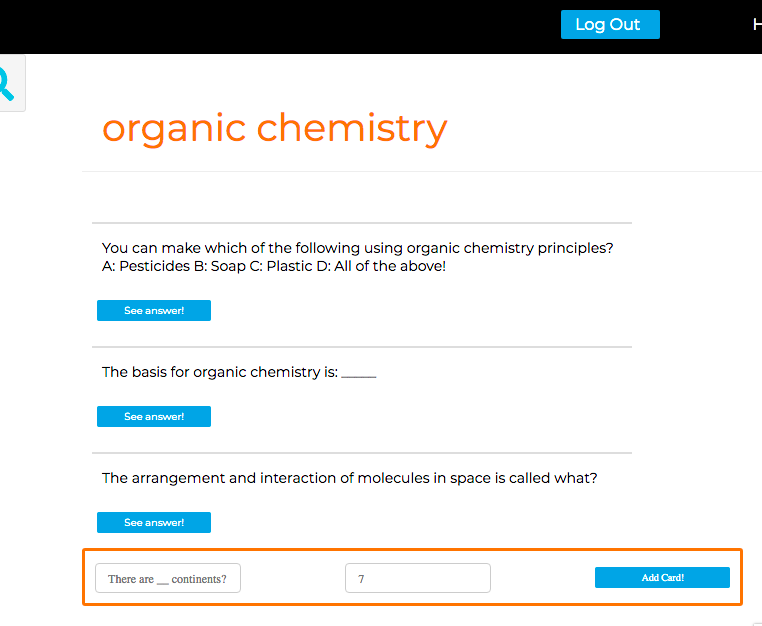 Log Out
organic chemistry
You can make which of the following using organic chemistry principles?
A: Pesticides B: Soap C: Plastic D: All of the above!
See answer!
The basis for organic chemistry is: _____
See answer!
The arrangement and interaction of molecules in space is called what?
See answer!
There are __ continents? 7 Add Card!